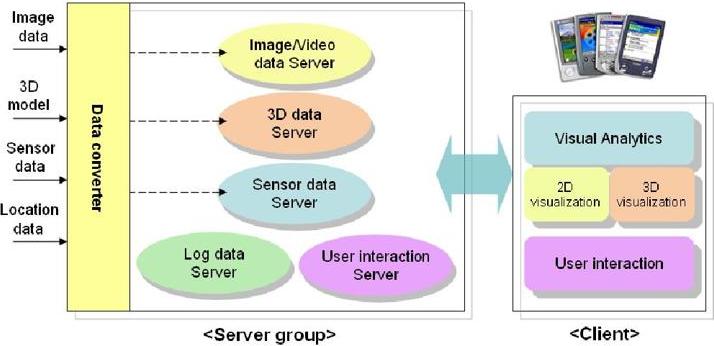 Image
data
3D
model
Sensor
data
Location
data
Data converter
Image/Video
data Server
3D data
Server
Sensor data
Server
Log data
Server
User interaction
Server
<Server group>
Visual Analytics
2D
visualization
3D
visualization
User interaction
<Client>